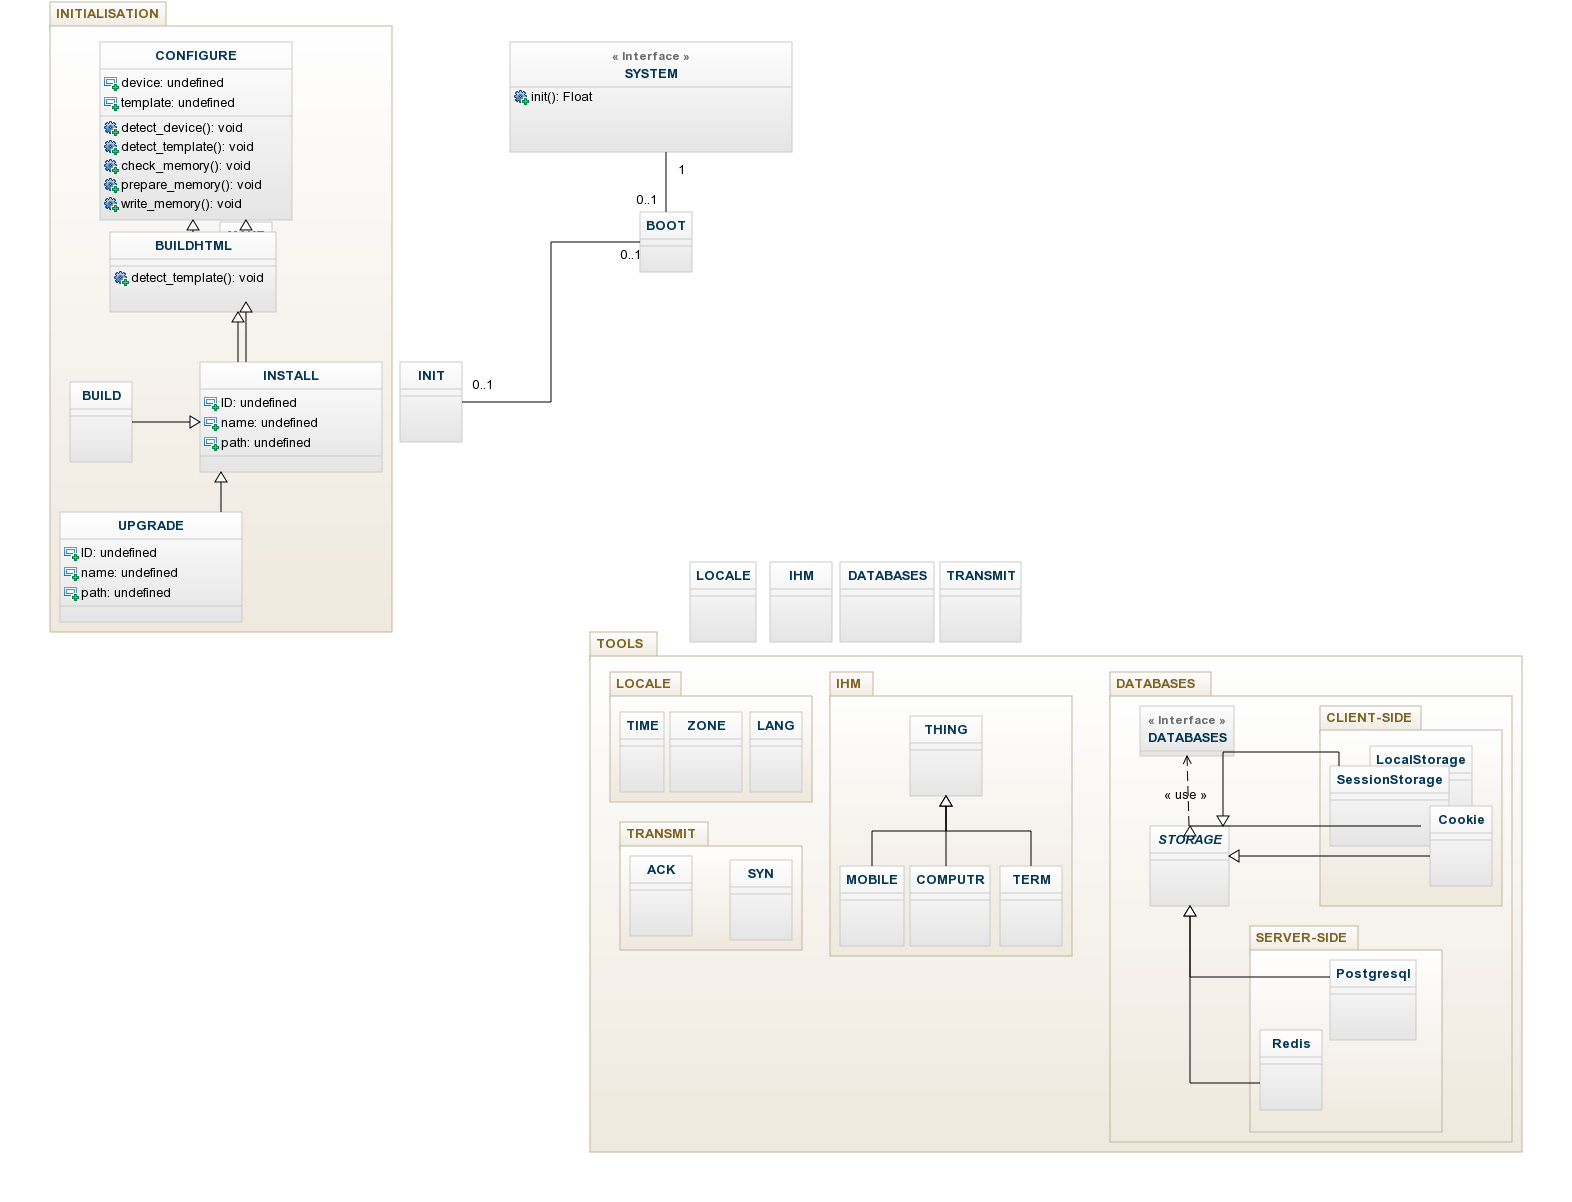 INITIALISATION
CONFIGURE
device: undefined
template: undefined
detect_device(): void
detect_template(): void
check_memory(): void
prepare_memory(): void
write_memory(): void
BUILDHTML
detect_template(): void
INSTALL
ID: undefined
name: undefined
path: undefined
BUILD
UPGRADE
ID: undefined
name: undefined
path: undefined
« Interface »
SYSTEM
init(): Float
1
0..1
BOOT
0..1
INIT
0..1
LOCALE
IHM
DATABASES
TRANSMIT
TOOLS
LOCALE
TIME
ZONE
LANG
TRANSMIT
ACK
SYN
IHM
THING
MOBILE
COMPUTR
TERM
DATABASES
« Interface »
DATABASES
« use »
STORAGE
CLIENT-SIDE
LocalStorage
SessionStorage
Cookie
SERVER-SIDE
Postgresql
Redis